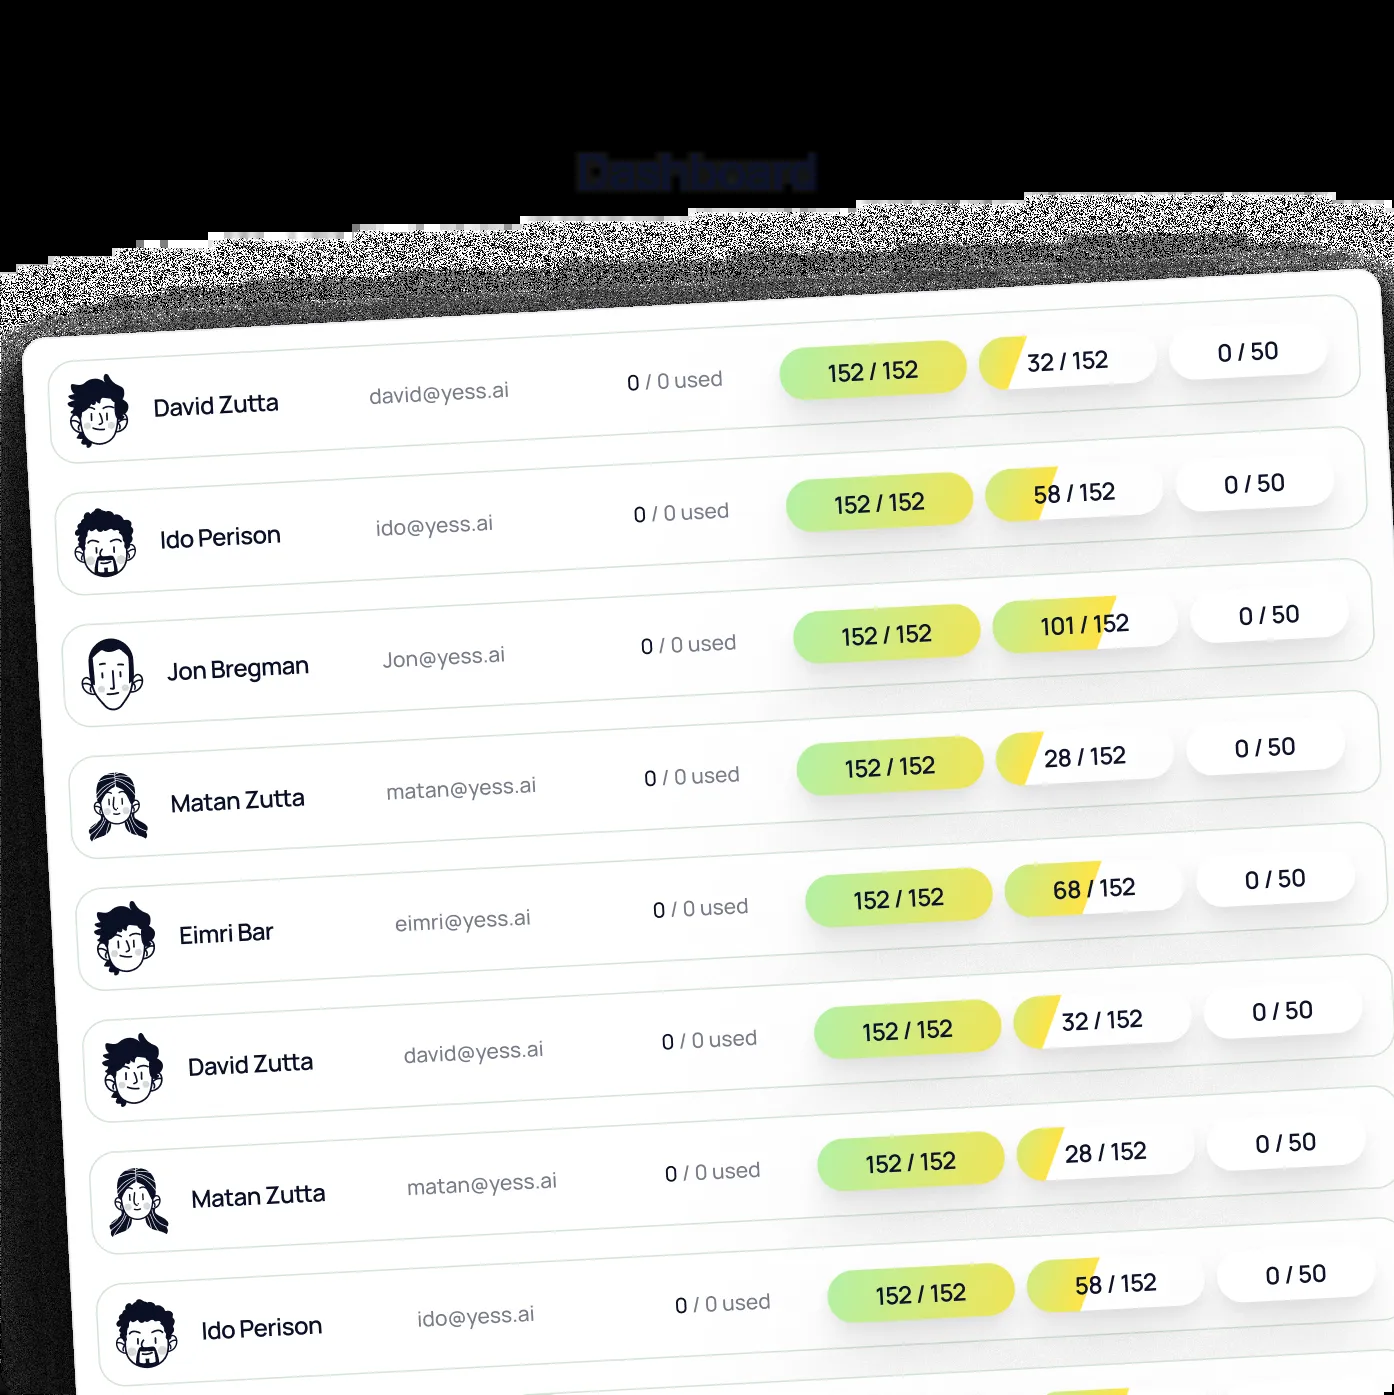 Dashboard
David Zutta david@yess.ai 0 / 0 used 152 / 152 32 / 152 0 / 50
Ido Perison ido@yess.ai 0 / 0 used 152 / 152 58 / 152 0 / 50
Jon Bregman Jon@yess.ai 0 / 0 used 152 / 152 101 / 152 0 / 50
Matan Zutta matan@yess.ai 0 / 0 used 152 / 152 28 / 152 0 / 50
Eimri Bar eimri@yess.ai 0 / 0 used 152 / 152 68 / 152 0 / 50
David Zutta david@yess.ai 0 / 0 used 152 / 152 32 / 152 0 / 50
Matan Zutta matan@yess.ai 0 / 0 used 152 / 152 28 / 152 0 / 50
Ido Perison ido@yess.ai 0 / 0 used 152 / 152 58 / 152 0 / 50